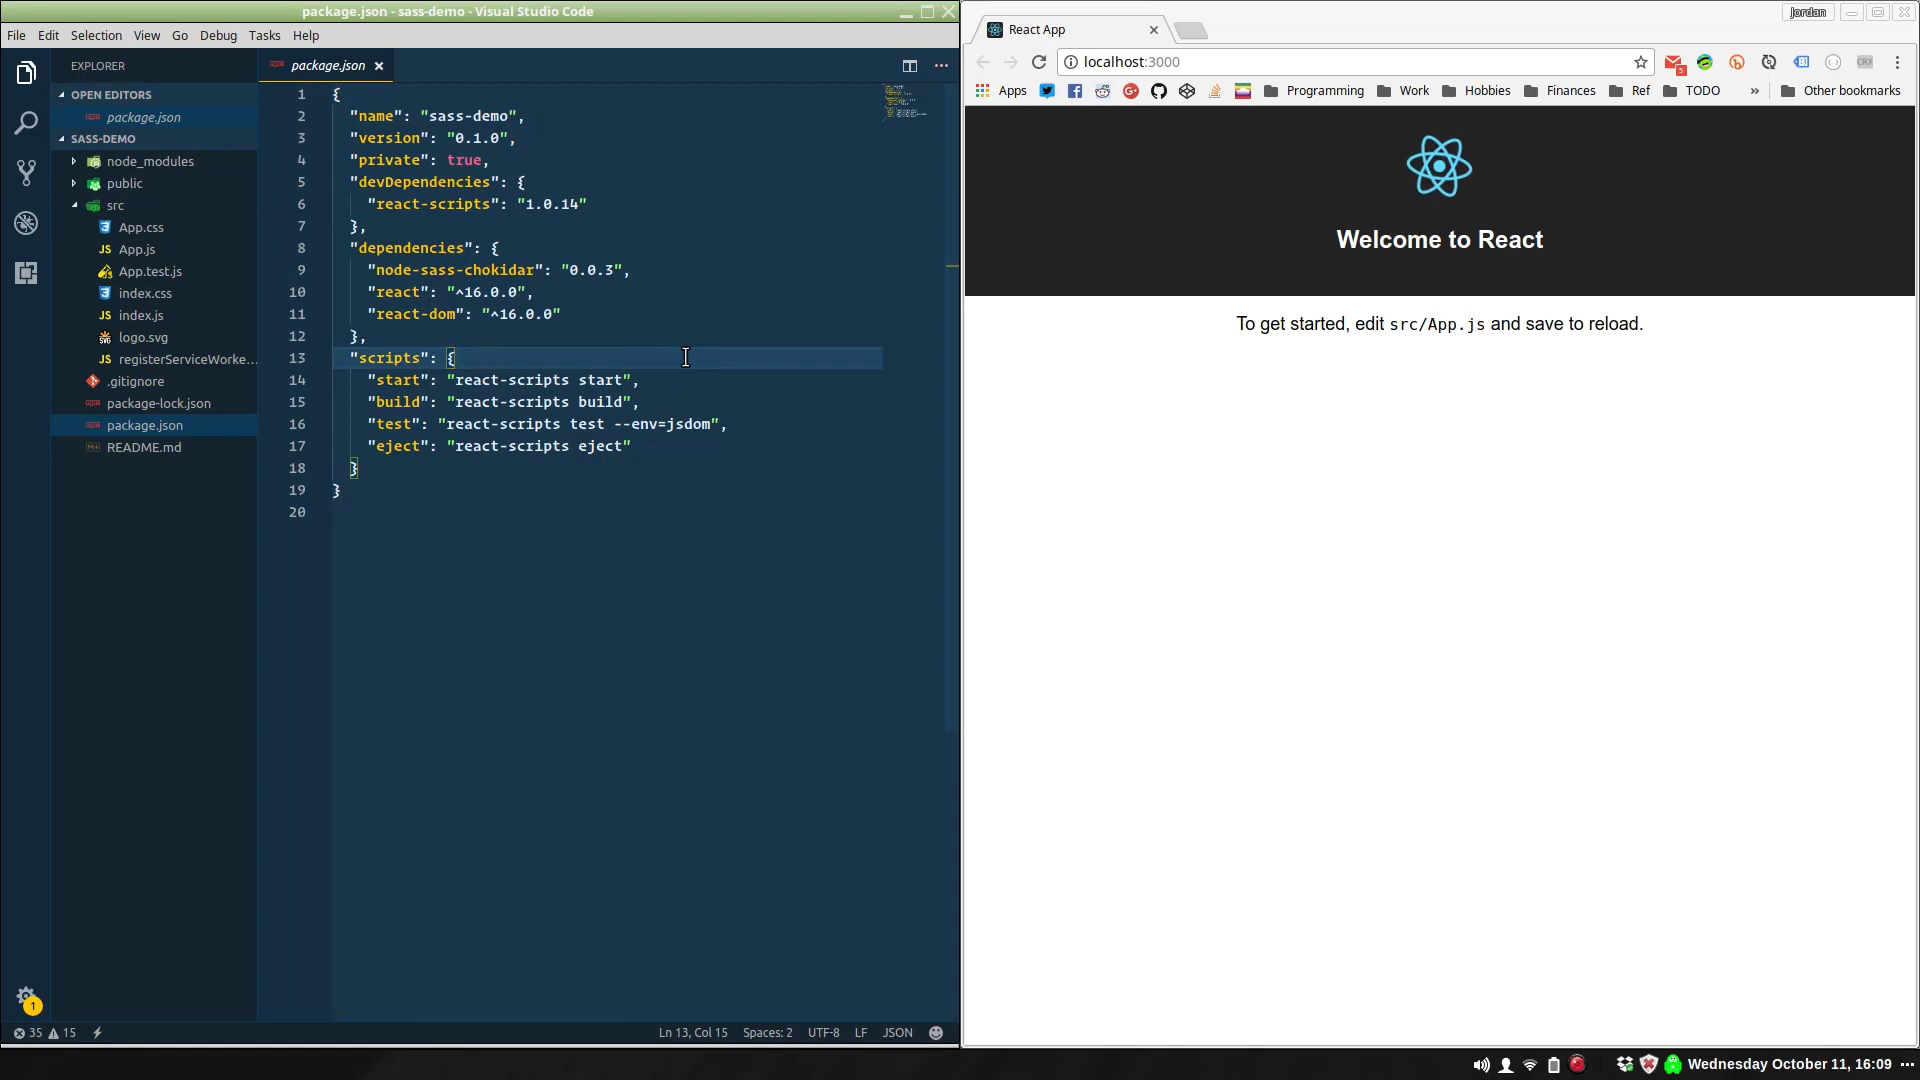 package.json - sass-demo - Visual Studio Code
File Edit Selection View Go Debug Tasks Help
EXPLORER
OPEN EDITORS
package.json
SASS-DEMO
node_modules
public
src
App.css
App.js
App.test.js
index.css
index.js
logo.svg
registerServiceWorke...
.gitignore
package-lock.json
package.json
README.md
package.json
1 {
2 "name": "sass-demo",
3 "version": "0.1.0",
4 "private": true,
5 "devDependencies": {
6 "react-scripts": "1.0.14"
7 },
8 "dependencies": {
9 "node-sass-chokidar": "0.0.3",
10 "react": "^16.0.0",
11 "react-dom": "^16.0.0"
12 },
13 "scripts": {
14 "start": "react-scripts start",
15 "build": "react-scripts build",
16 "test": "react-scripts test --env=jsdom",
17 "eject": "react-scripts eject"
18 }
19 }
20
1
35 15 Ln 13, Col 15 Spaces: 2 UTF-8 LF JSON
Jordan
React App
localhost:3000
5
CRX
Apps Programming Work Hobbies Finances Ref TODO » Other bookmarks
Welcome to React
To get started, edit src/App.js and save to reload.
Wednesday October 11, 16:09